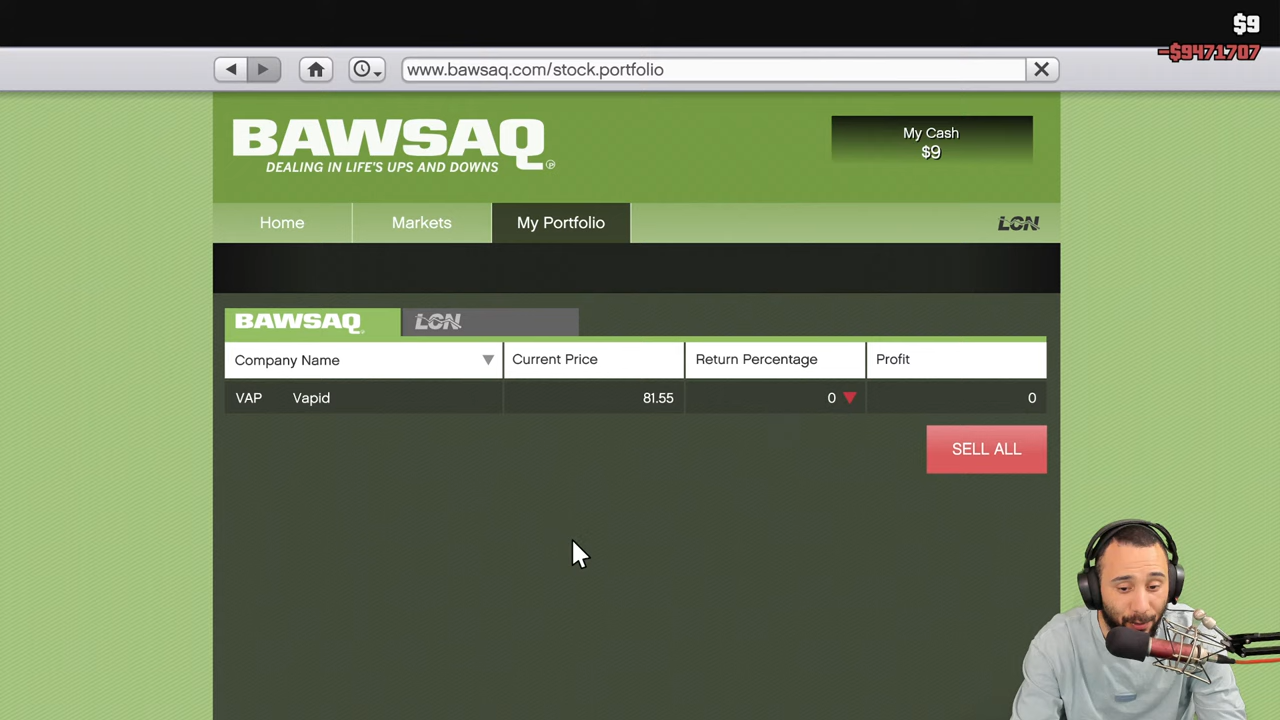 $9
-$9471707
www.bawsaq.com/stock.portfolio
BAWSAQ
DEALING IN LIFE'S UPS AND DOWNS
My Cash
$9
Home Markets My Portfolio LCN
BAWSAQ LCN
Company Name Current Price Return Percentage Profit
VAP Vapid 81.55 0 0
SELL ALL